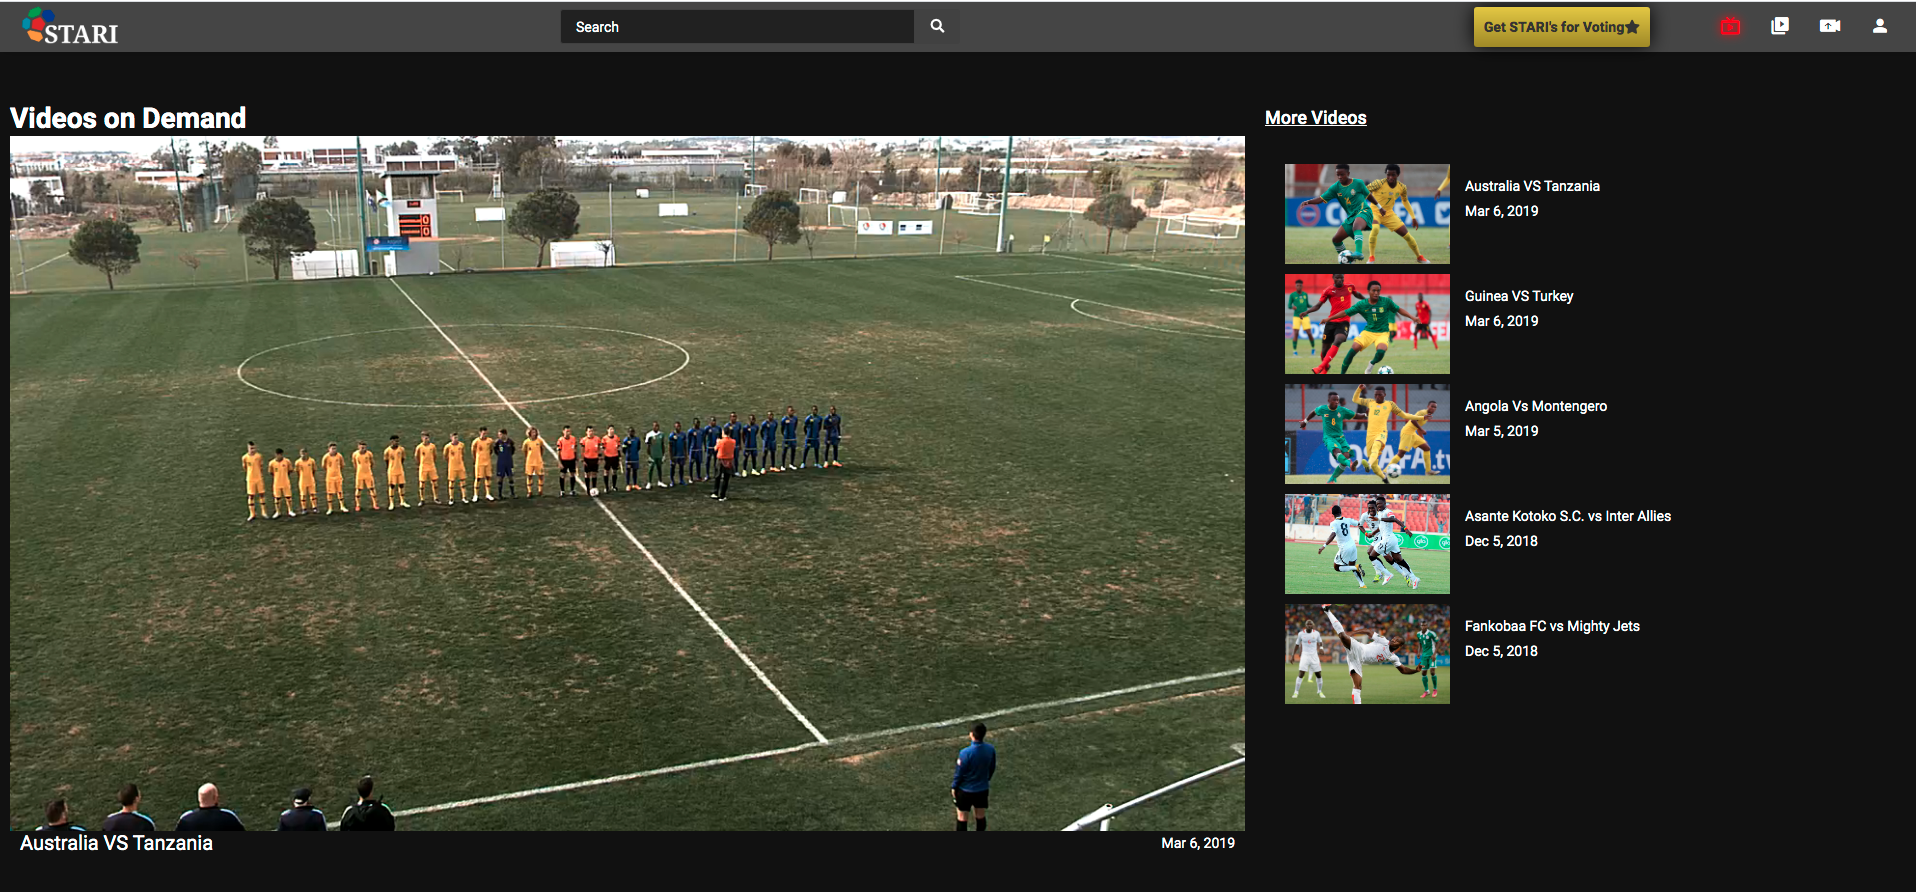 STARI
Search
Get STARI's for Voting
Videos on Demand
More Videos
Australia VS Tanzania
Mar 6, 2019
Guinea VS Turkey
Mar 6, 2019
Angola Vs Montengero
Mar 5, 2019
Asante Kotoko S.C. vs Inter Allies
Dec 5, 2018
Fankobaa FC vs Mighty Jets
Dec 5, 2018
Australia VS Tanzania
Mar 6, 2019